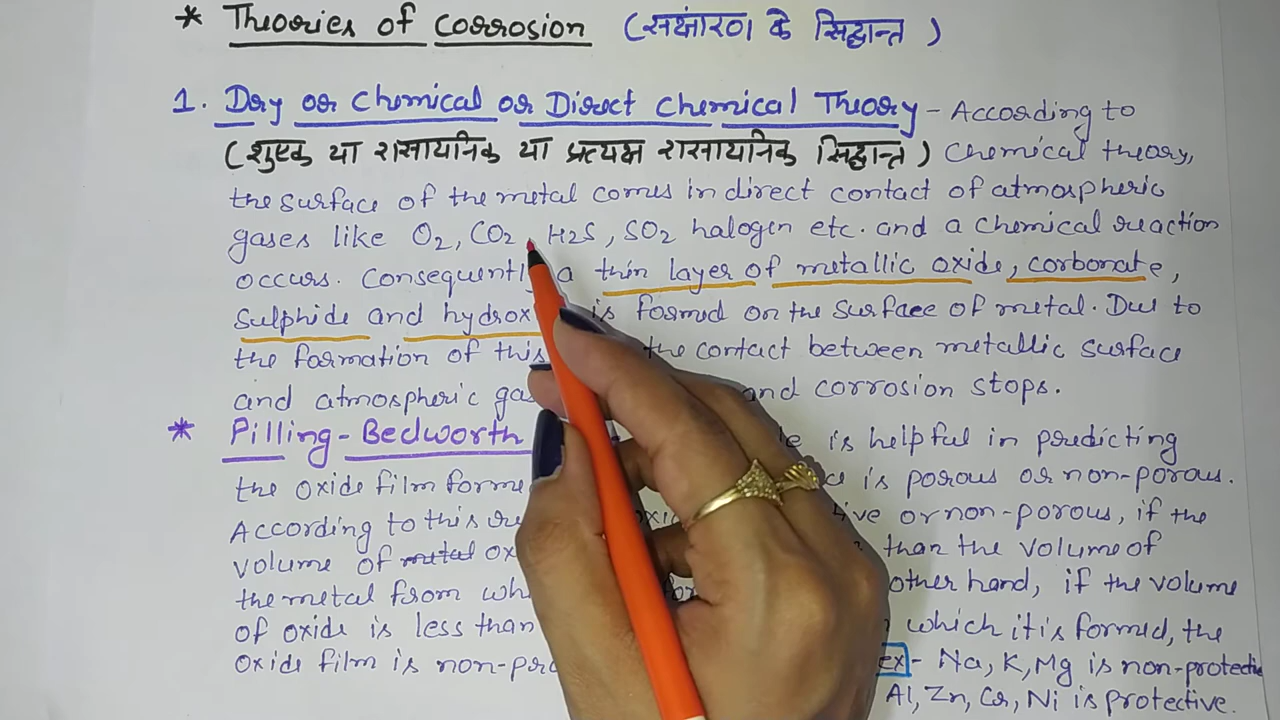 * Theories of Corrosion (सक्षांरण के सिद्धान्त )
1. Dry or Chemical or Direct Chemical Theory - According to
(शुष्क या रासायनिक या प्रत्यक्ष रासायनिक सिद्धान्त ) Chemical theory,
the surface of the metal comes in direct contact of atmospheric
gases like O2, CO2, H2S, SO2 halogen etc. and a chemical reaction
occurs. Consequently a thin layer of metallic oxide, corbonate,
Sulphide and hydrox is formed on the surface of metal. Due to
the formation of this the contact between metallic surface
and atmospheric gas and corrosion stops.
* Pilling-Bedworth is helpful in predicting
the oxide film forme is porous or non-porous.
According to this or non-porous, if the
volume of metal ox than the volume of
the metal from wh other hand, if the volume
of oxide is less than which it is formed, the
Oxide film is non-pro ex - Na, K, Mg is non-protective
Al, Zn, Cr, Ni is protective.